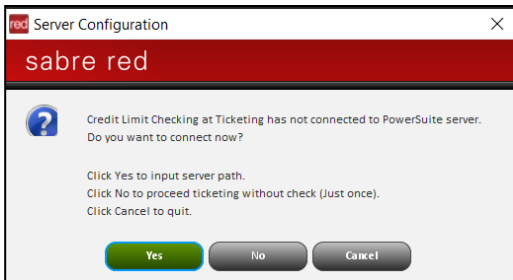 red Server Configuration
sabre red
Credit Limit Checking at Ticketing has not connected to PowerSuite server.
Do you want to connect now?
Click Yes to input server path.
Click No to proceed ticketing without check (Just once).
Click Cancel to quit.
Yes No Cancel